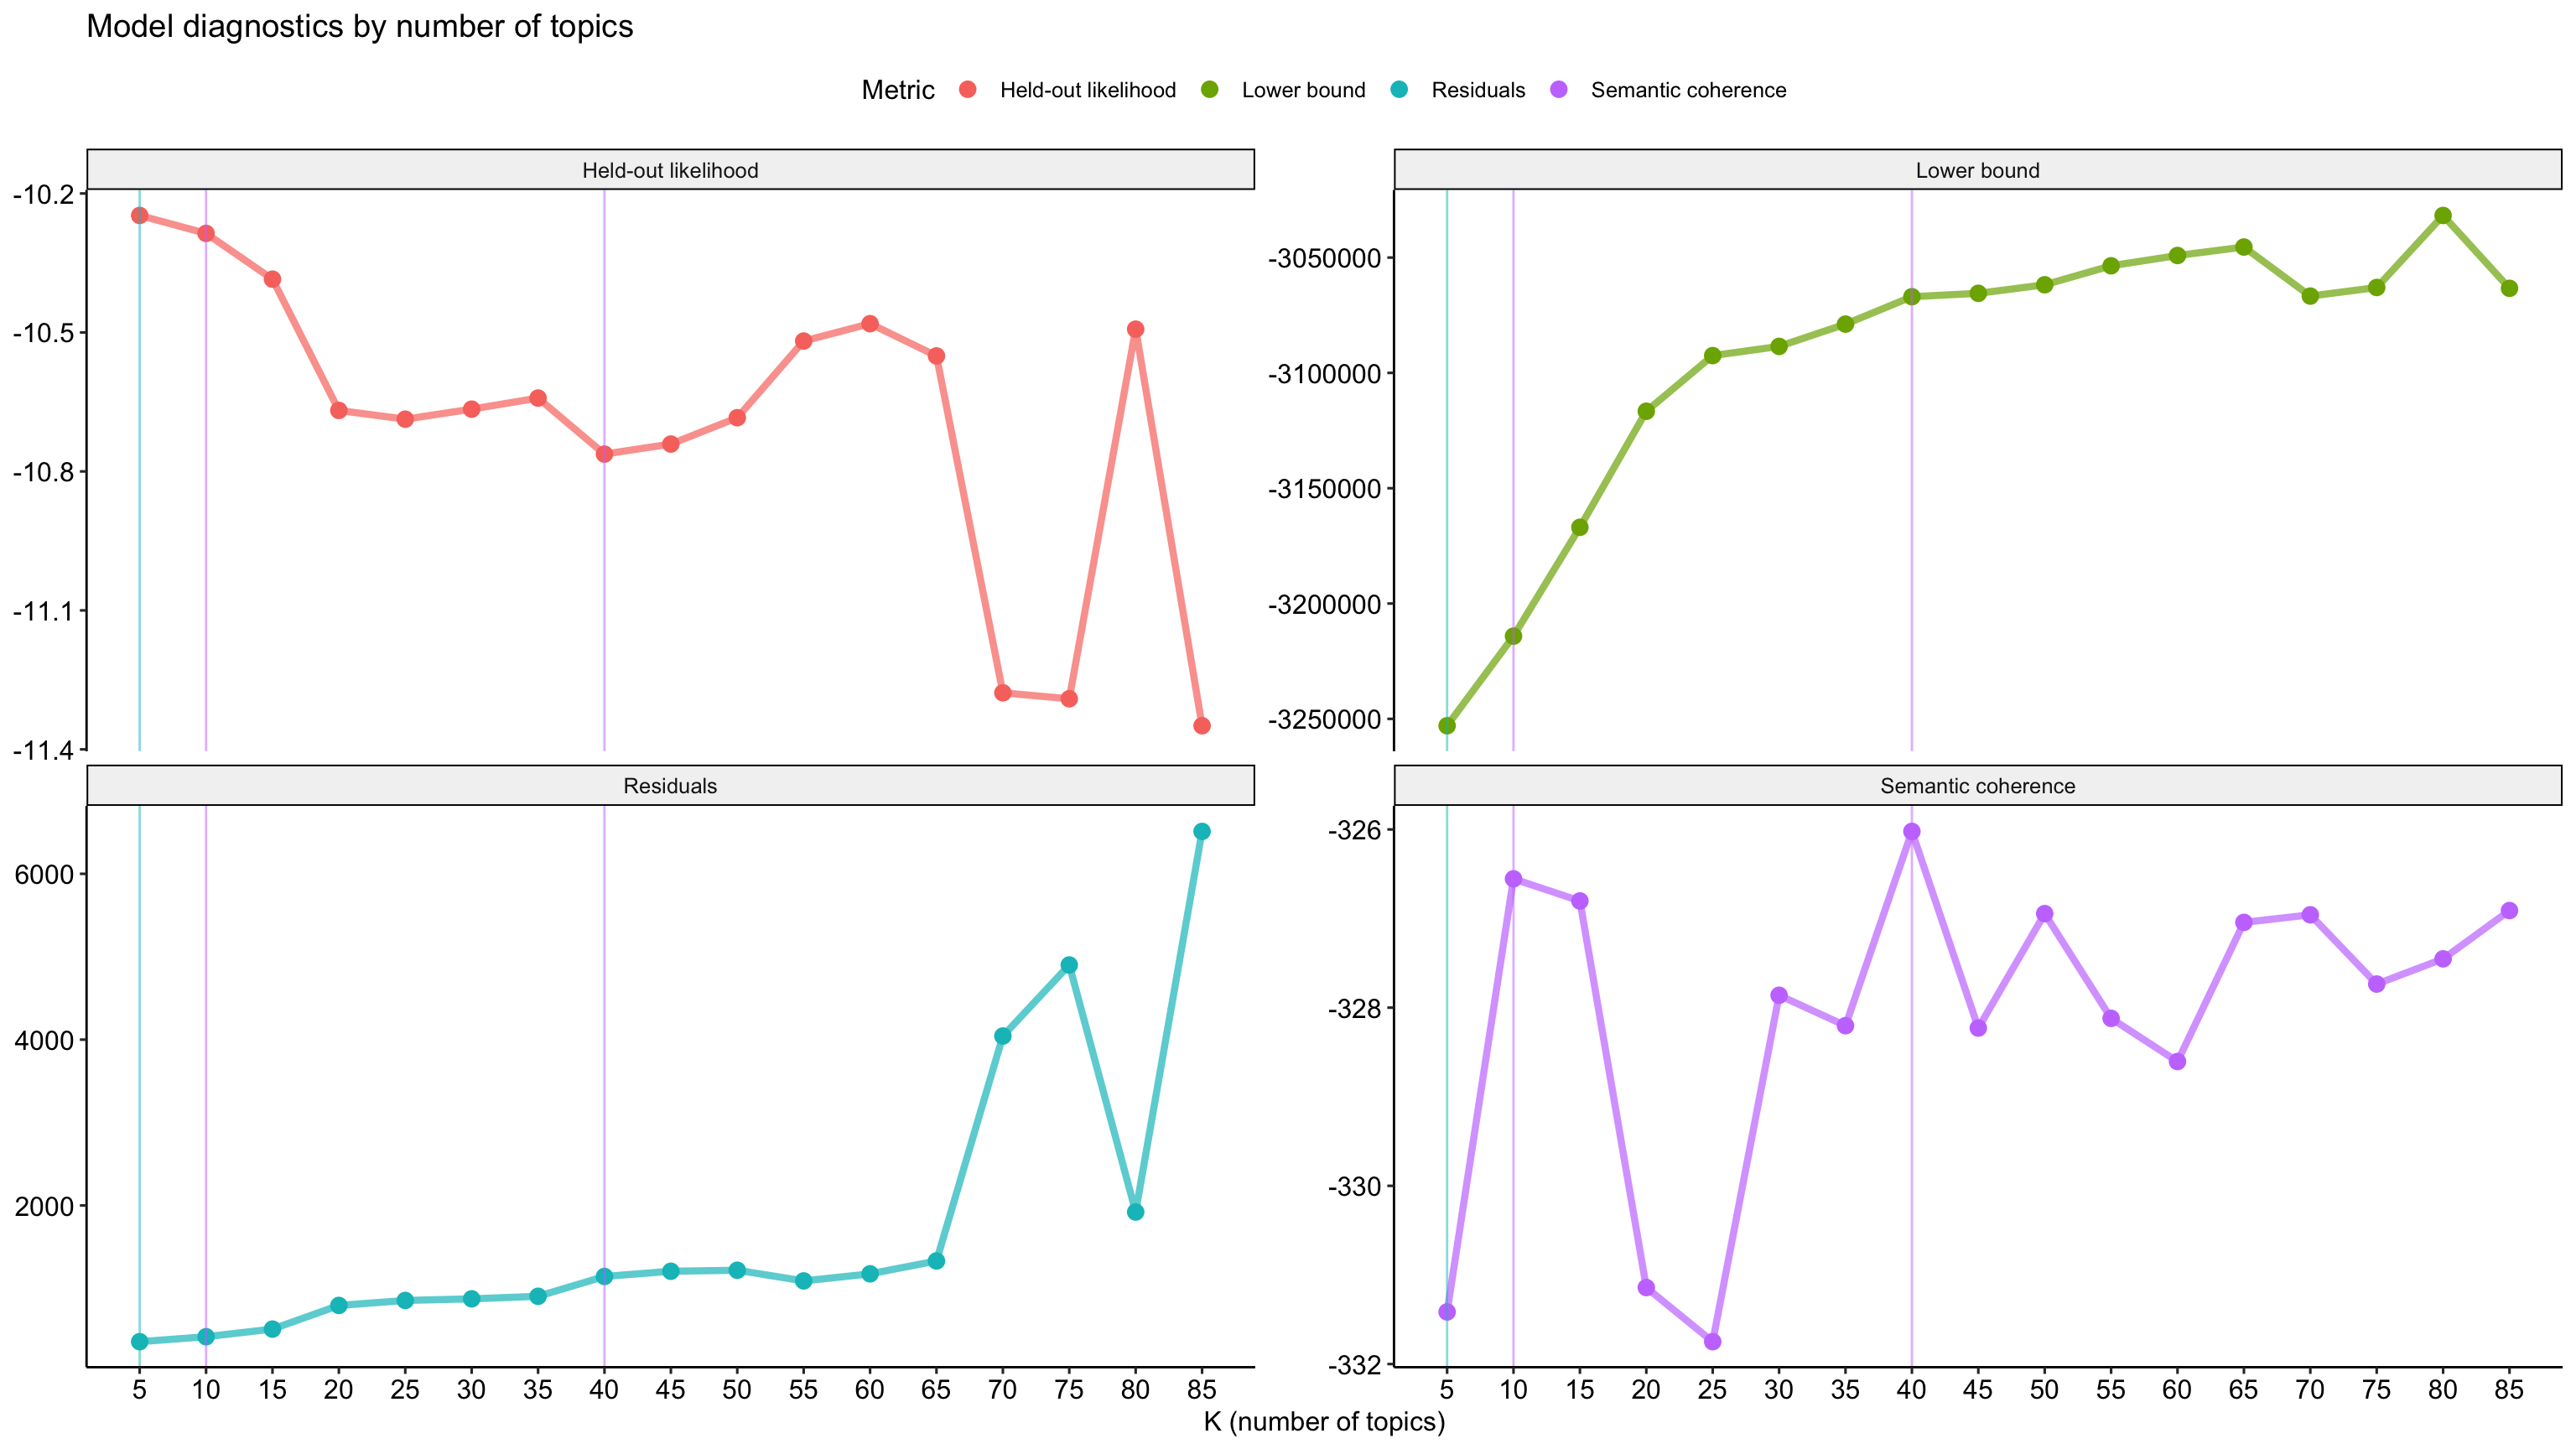 Model diagnostics by number of topics
Metric Held-out likelihood Lower bound Residuals Semantic coherence
Held-out likelihood
-10.2
-10.5
-10.8
-11.1
-11.4
Lower bound
-3050000
-3100000
-3150000
-3200000
-3250000
Residuals
6000
4000
2000
5 10 15 20 25 30 35 40 45 50 55 60 65 70 75 80 85
Semantic coherence
-326
-328
-330
-332
5 10 15 20 25 30 35 40 45 50 55 60 65 70 75 80 85
K (number of topics)